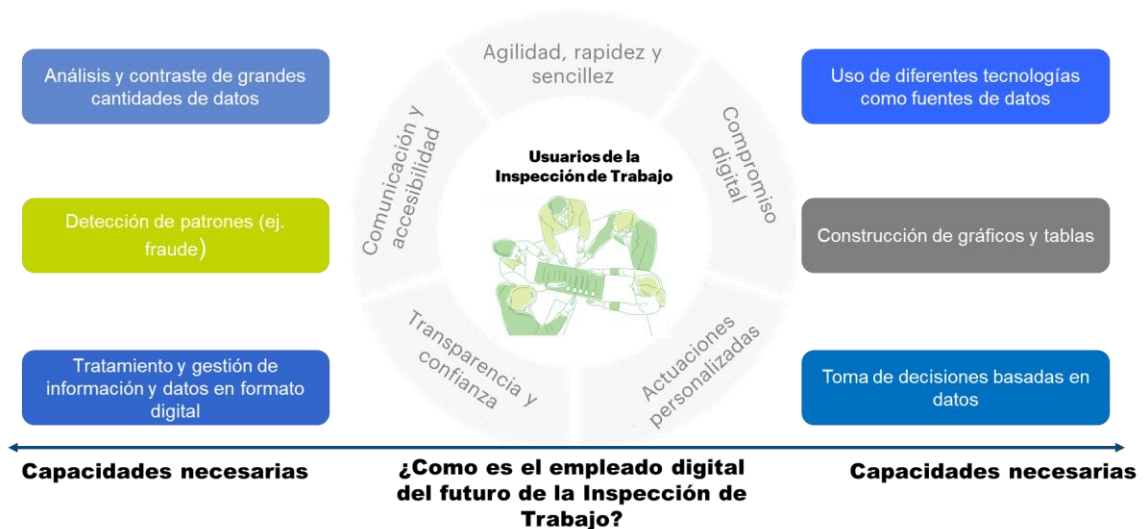 Análisis y contraste de grandes
cantidades de datos
Detección de patrones (ej.
fraude)
Tratamiento y gestión de
información y datos en formato
digital
Agilidad, rapidez y
sencillez
Comunicación y
accesibilidad
Compromiso
digital
Usuarios de la
Inspección de Trabajo
Transparencia y
confianza
Actuaciones
personalizadas
Uso de diferentes tecnologías
como fuentes de datos
Construcción de gráficos y tablas
Toma de decisiones basadas en
datos
Capacidades necesarias
¿Como es el empleado digital
del futuro de la Inspección de
Trabajo?
Capacidades necesarias